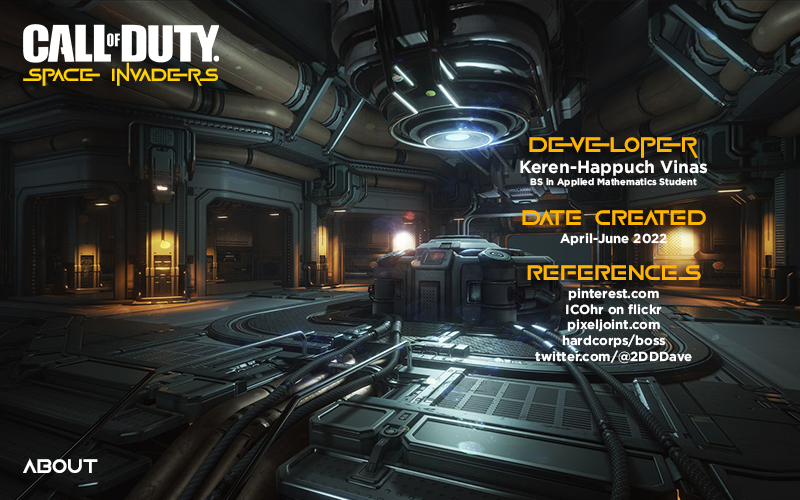 CALL OF DUTY.
SPACE INVADERS
DEVELOPER
Keren-Happuch Vinas
BS in Applied Mathematics Student
DATE CREATED
April-June 2022
REFERENCES
pinterest.com
ICOhr on flickr
pixeljoint.com
hardcorps/boss
twitter.com/@2DDDave
ABOUT